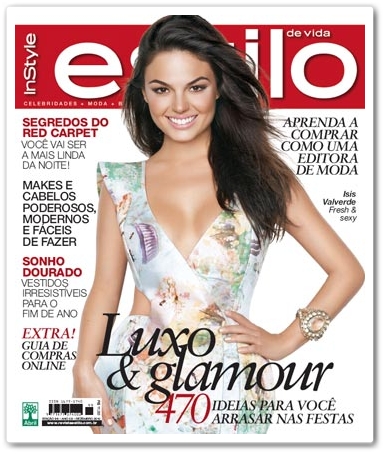 InStyle
estilo
de vida
CELEBRIDADES • MODA • B
SEGREDOS DO
RED CARPET
VOCÊ VAI SER
A MAIS LINDA
DA NOITE!
MAKES E
CABELOS
PODEROSOS,
MODERNOS
E FÁCEIS
DE FAZER
SONHO
DOURADO
VESTIDOS
IRRESISTÍVEIS
PARA O
FIM DE ANO
EXTRA!
GUIA DE
COMPRAS
ONLINE
APRENDA A
COMPRAR
COMO UMA
EDITORA
DE MODA
Isis
Valverde
Fresh &
sexy
Luxo
& glamour
470 IDEIAS PARA VOCÊ
ARRASAR NAS FESTAS
Abril